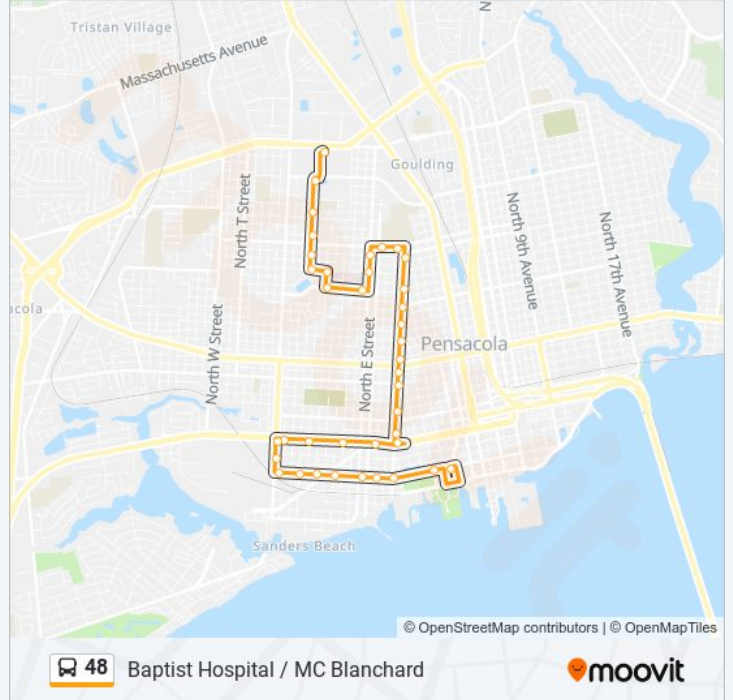 Tristan Village
Massachusetts Avenue
N
Goulding
North T Street
North 9th Avenue
North 17th Avenue
acola
North W Street
North E Street
Pensacola
Sanders Beach
© OpenStreetMap contributors | © OpenMapTiles
48 Baptist Hospital / MC Blanchard
moovit